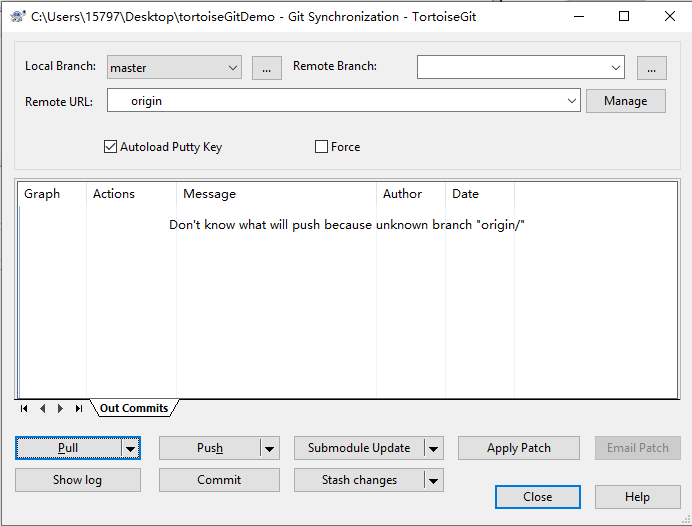 C:\Users\15797\Desktop\tortoiseGitDemo - Git Synchronization - TortoiseGit
Local Branch: master ... Remote Branch: ...
Remote URL: origin Manage
Autoload Putty Key Force
Graph Actions Message Author Date
Don't know what will push because unknown branch "origin/"
Out Commits
Pull Push Submodule Update Apply Patch Email Patch
Show log Commit Stash changes
Close Help